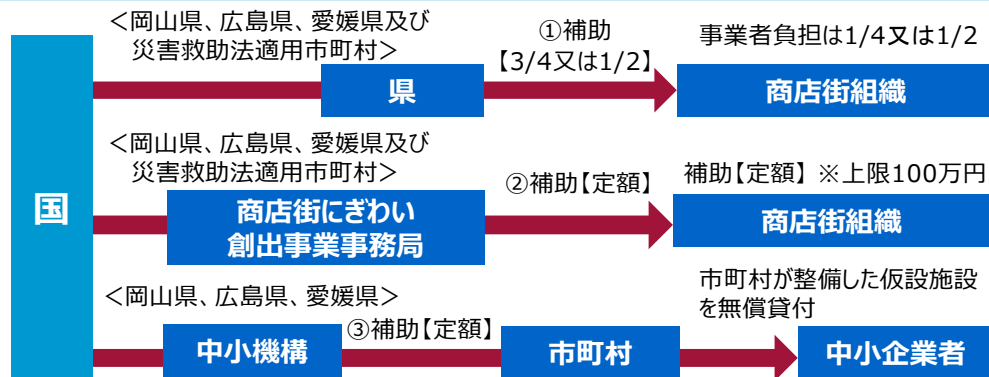 国
<岡山県、広島県、愛媛県及び
災害救助法適用市町村>
県
①補助
【3/4又は1/2】
事業者負担は1/4又は1/2
商店街組織
<岡山県、広島県、愛媛県及び
災害救助法適用市町村>
商店街にぎわい
創出事業事務局
②補助【定額】
補助【定額】 ※上限100万円
商店街組織
<岡山県、広島県、愛媛県>
中小機構
③補助【定額】
市町村
市町村が整備した仮設施設
を無償貸付
中小企業者